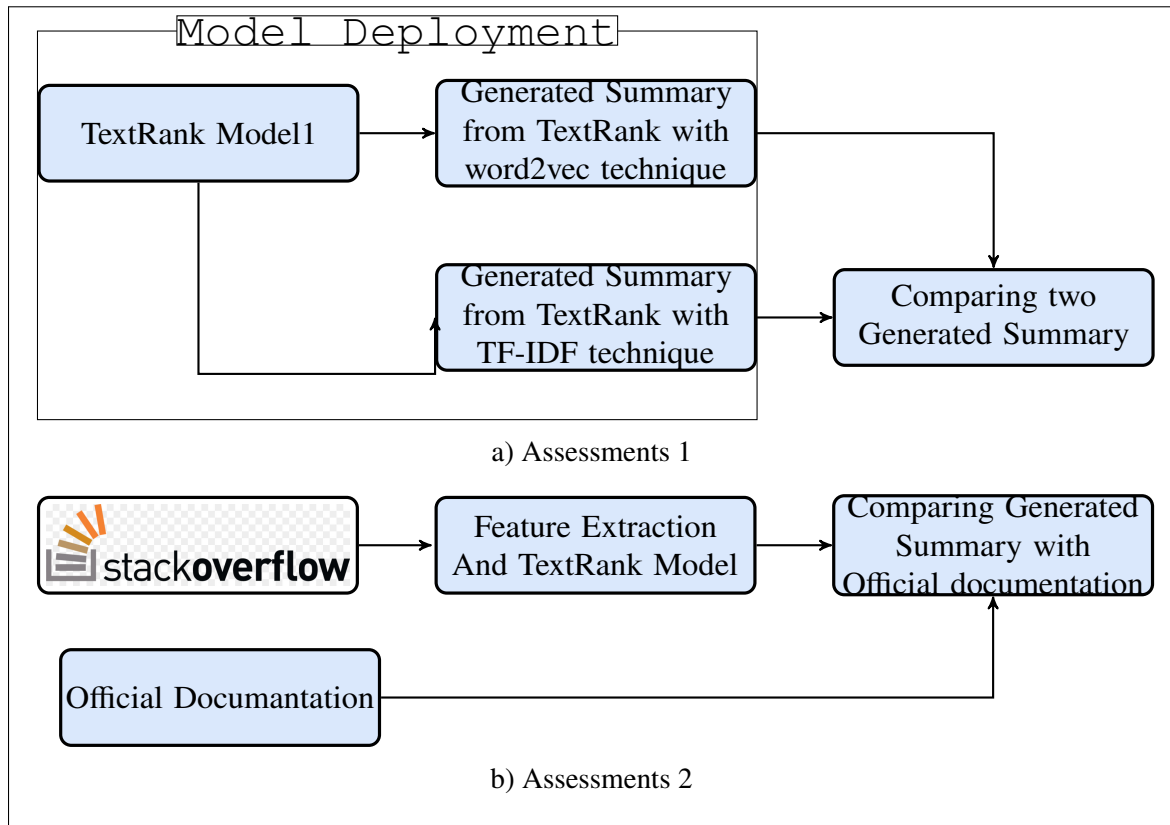 Model Deployment
TextRank Model1
Generated Summary
from TextRank with
word2vec technique
Generated Summary
from TextRank with
TF-IDF technique
Comparing two
Generated Summary
a) Assessments 1
stackoverflow
Feature Extraction
And TextRank Model
Comparing Generated
Summary with
Official documentation
Official Documantation
b) Assessments 2